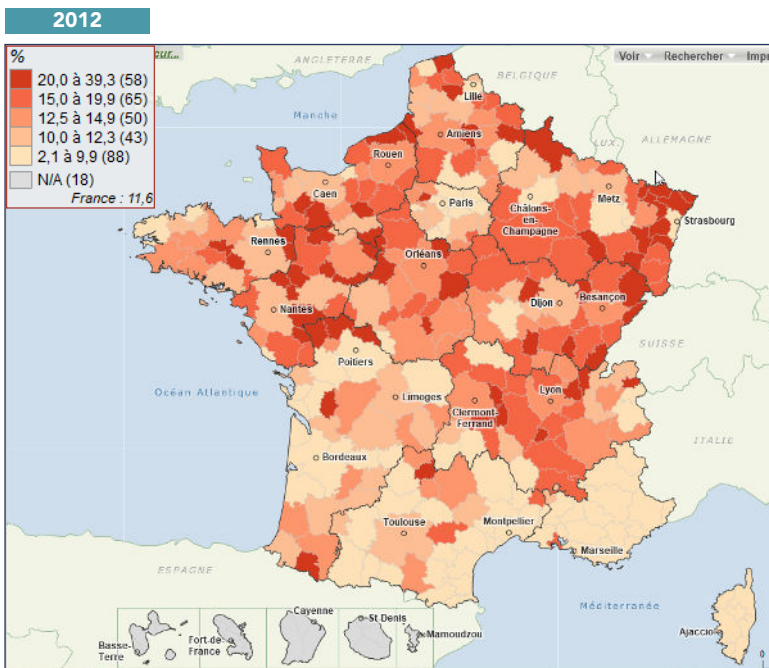 2012
%
20,0 à 39,3 (58)
15,0 à 19,9 (65)
12,5 à 14,9 (50)
10,0 à 12,3 (43)
2,1 à 9,9 (88)
N/A (18)
France : 11,6
Voir
Rechercher
ANGLETERRE
BELGIQUE
Lille
Manche
Amiens
LUX.
ALLEMAGNE
Rouen
Caen
Paris
Châlons-
en-
Champagne
Metz
Strasbourg
Rennes
Orléans
Nantes
Dijon
Besançon
SUISSE
Poitiers
Océan Atlantique
Limoges
Clermont-
Ferrand
Lyon
ITALIE
Bordeaux
Toulouse
Montpellier
Marseille
ESPAGNE
Méditerranée
Ajaccio
Basse-
Terre
Fort-de-
France
Cayenne
St Denis
Mamoudzou
0